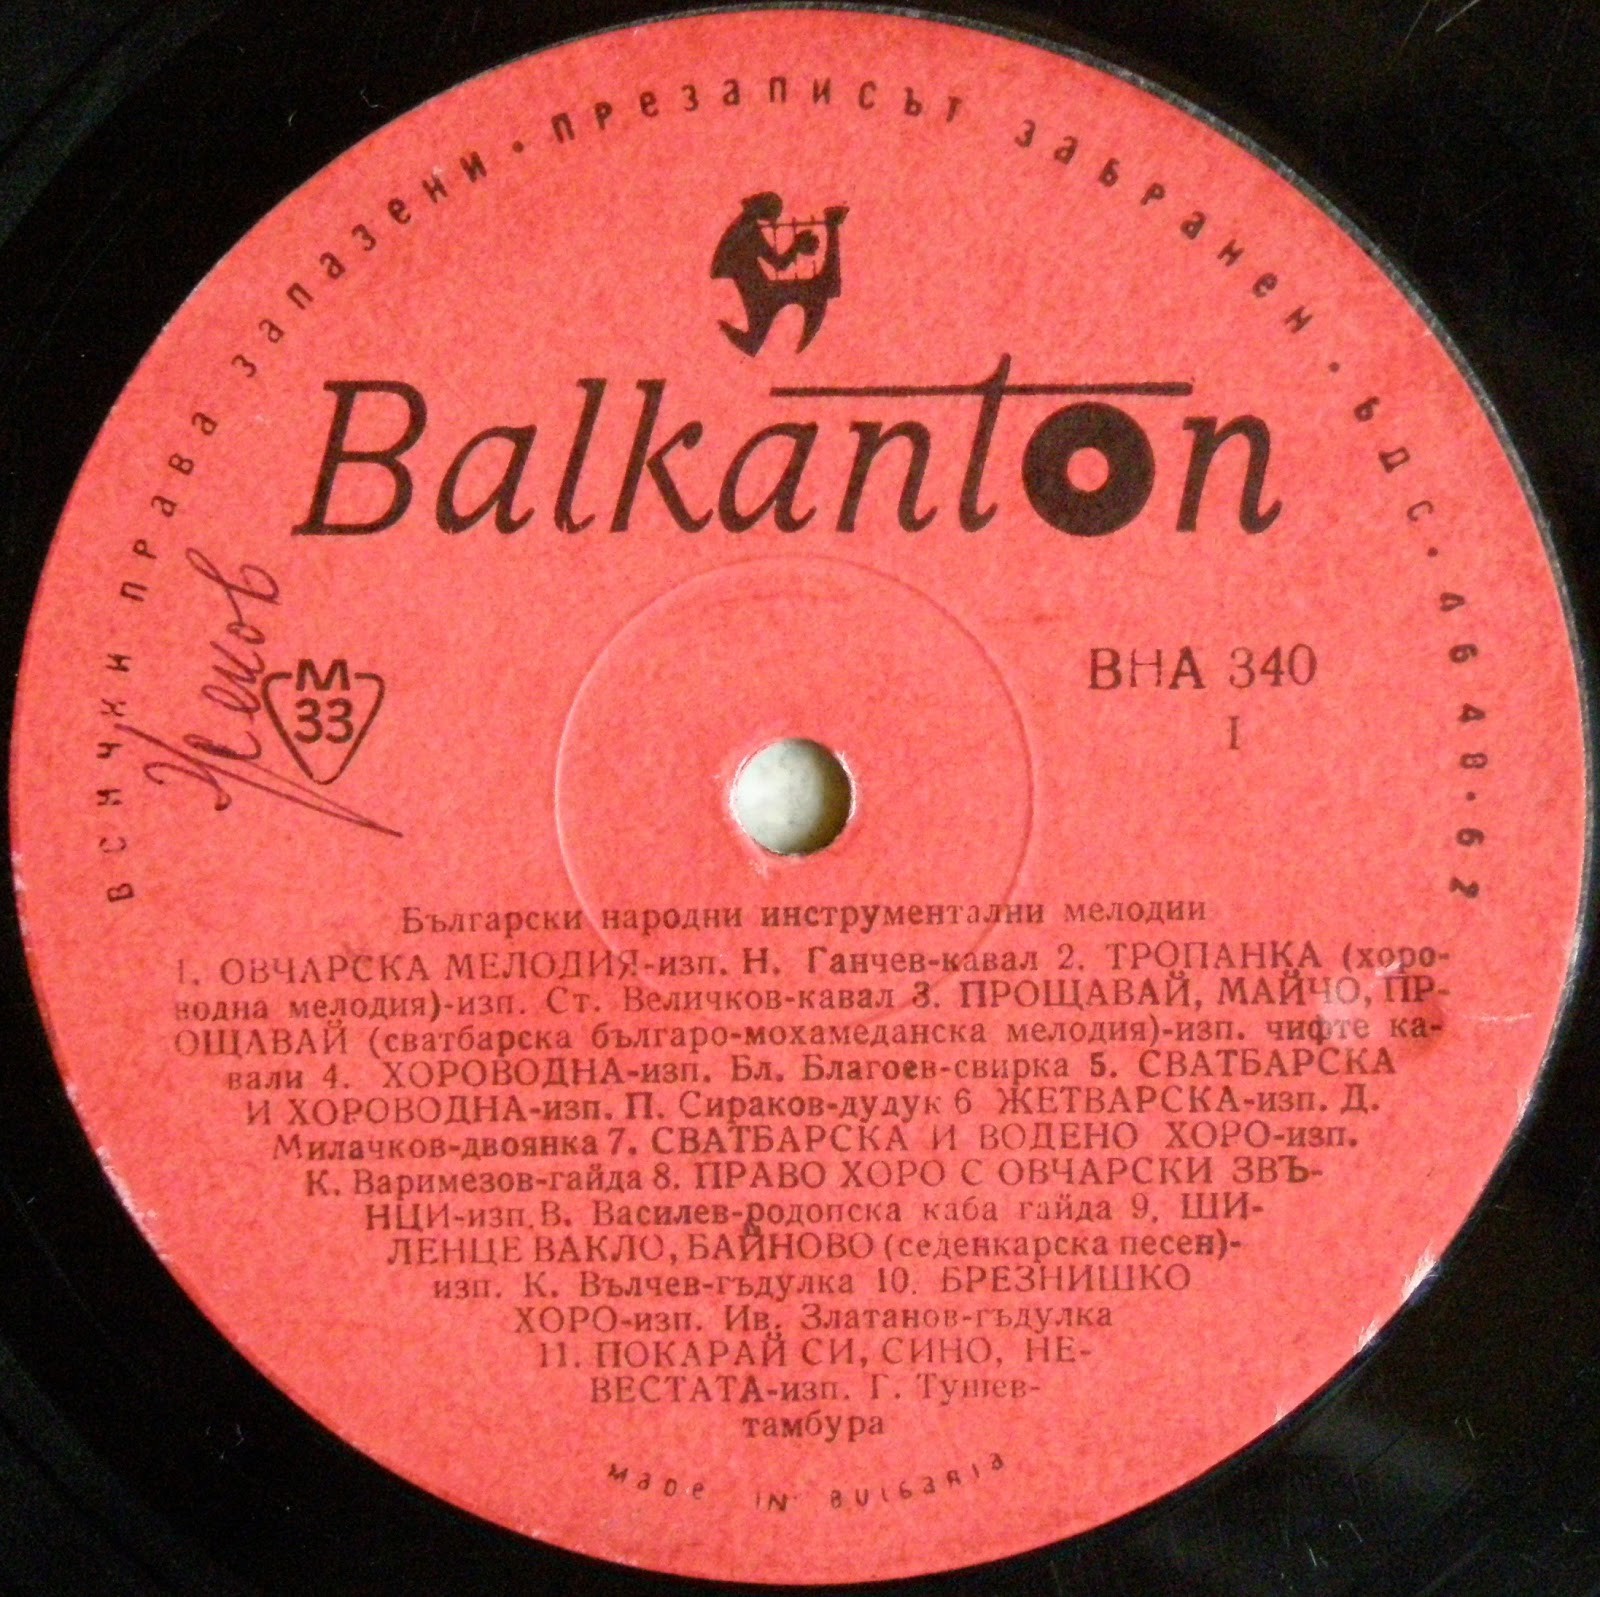 всички права запазени · презаписът забранен · ьдс · 4648·62
Balkanton
M
33
ВНА 340
I
Български народни инструментални мелодии
1. ОВЧАРСКА МЕЛОДИЯ-изп. Н. Ганчев-кавал 2. ТРОПАНКА (хоро-
водна мелодия)-изп. Ст. Величков-кавал 3. ПРОЩАВАЙ, МАЙЧО, ПР-
ОЩАВАЙ (сватбарска българо-мохамеданска мелодия)-изп. чифте ка-
вали 4. ХОРОВОДНА-изп. Бл. Благоев-свирка 5. СВАТБАРСКА
И ХОРОВОДНА-изп. П. Сираков-дудук 6 ЖЕТВАРСКА-изп. Д.
Милачков-двоянка 7. СВАТБАРСКА И ВОДЕНО ХОРО-изп.
К. Варимезов-гайда 8. ПРАВО ХОРО С ОВЧАРСКИ ЗВЪ-
НЦИ-изп. В. Василев-родопска каба гайда 9. ШИ-
ЛЕНЦЕ ВАКЛО, БАЙНОВО (седенкарска песен)-
изп. К. Вълчев-гъдулка 10. БРЕЗНИШКО
ХОРО-изп. Ив. Златанов-гъдулка
11. ПОКАРАЙ СИ, СИНО, НЕ-
ВЕСТАТА-изп. Г. Тушев-
тамбура
made in bulgaria